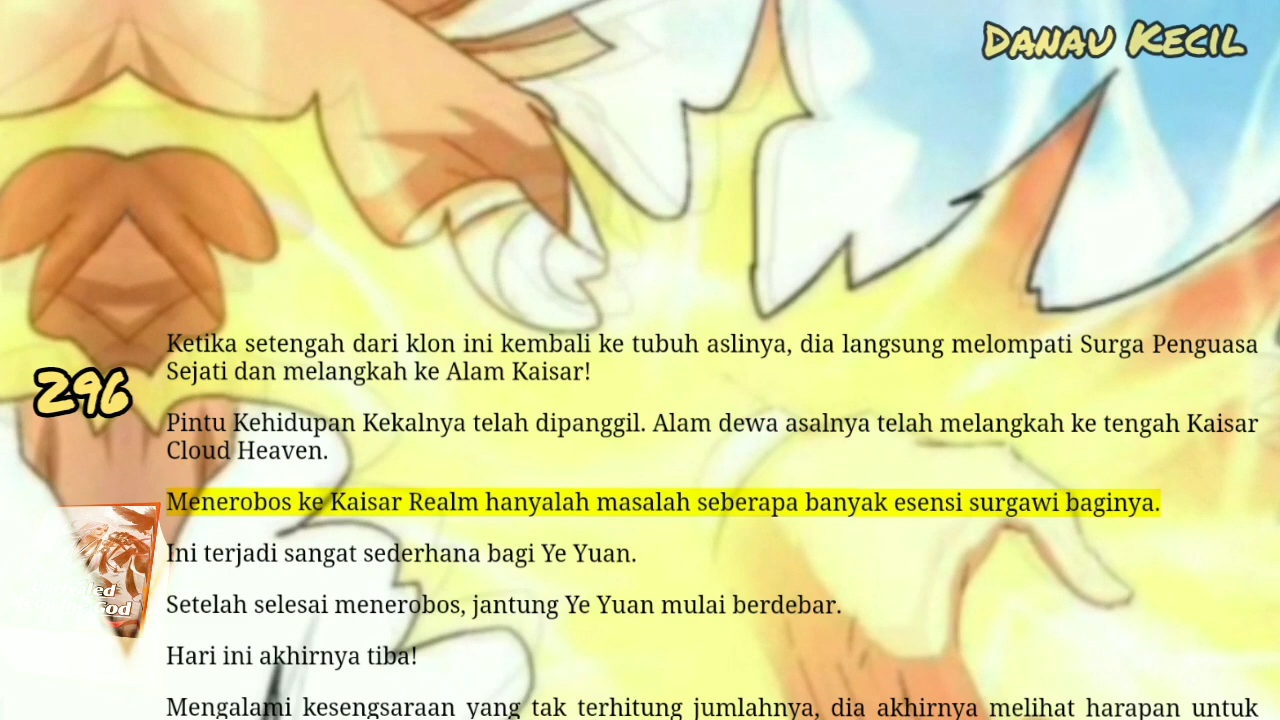 Danau Kecil
Ketika setengah dari klon ini kembali ke tubuh aslinya, dia langsung melompati Surga Penguasa
Sejati dan melangkah ke Alam Kaisar!
296
Pintu Kehidupan Kekalnya telah dipanggil. Alam dewa asalnya telah melangkah ke tengah Kaisar
Cloud Heaven.
Menerobos ke Kaisar Realm hanyalah masalah seberapa banyak esensi surgawi baginya.
Ini terjadi sangat sederhana bagi Ye Yuan.
God
Setelah selesai menerobos, jantung Ye Yuan mulai berdebar.
Hari ini akhirnya tiba!
Mengalami kesengsaraan yang tak terhitung jumlahnya, dia akhirnya melihat harapan untuk